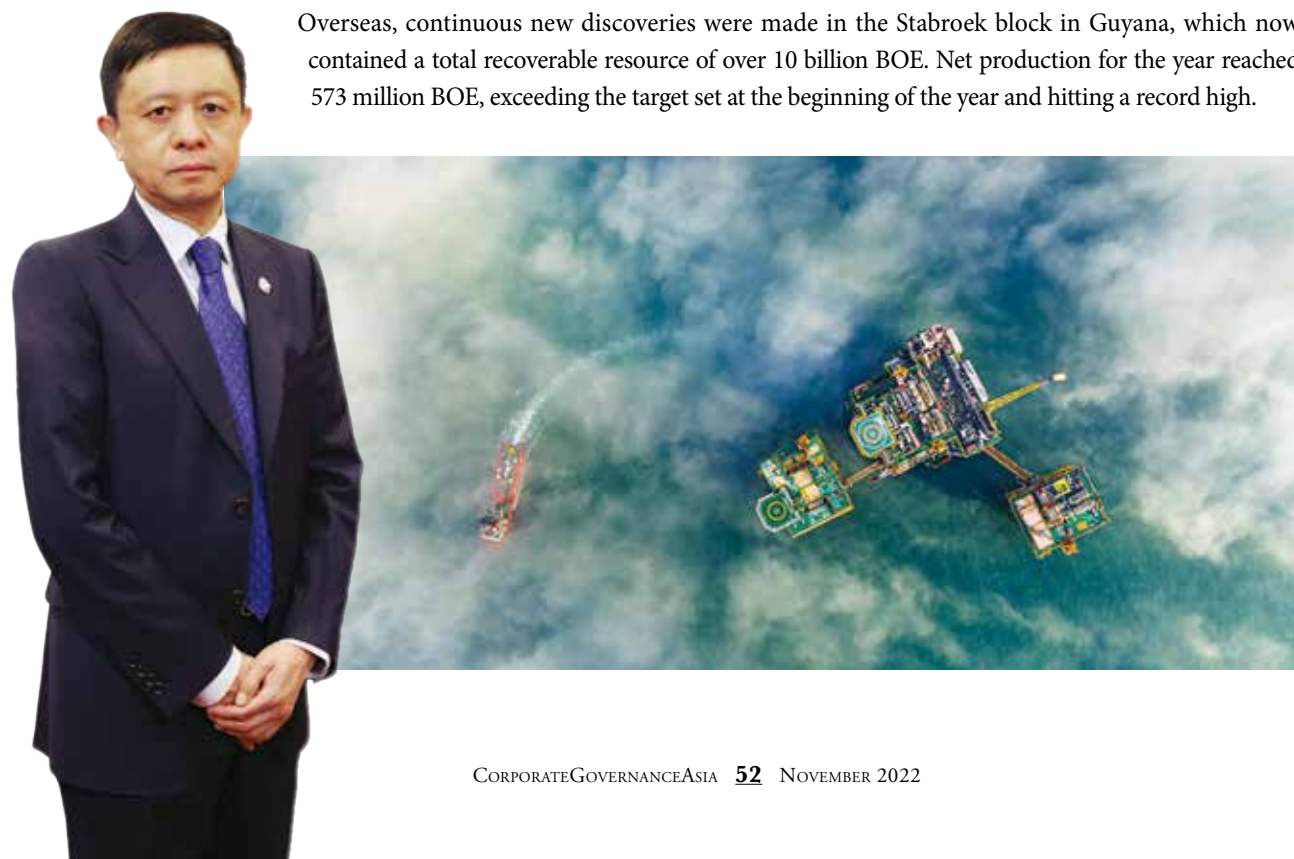 Overseas, continuous new discoveries were made in the Stabroek block in Guyana, which now
contained a total recoverable resource of over 10 billion BOE. Net production for the year reached
573 million BOE, exceeding the target set at the beginning of the year and hitting a record high.
CorporateGovernanceAsia 52 November 2022